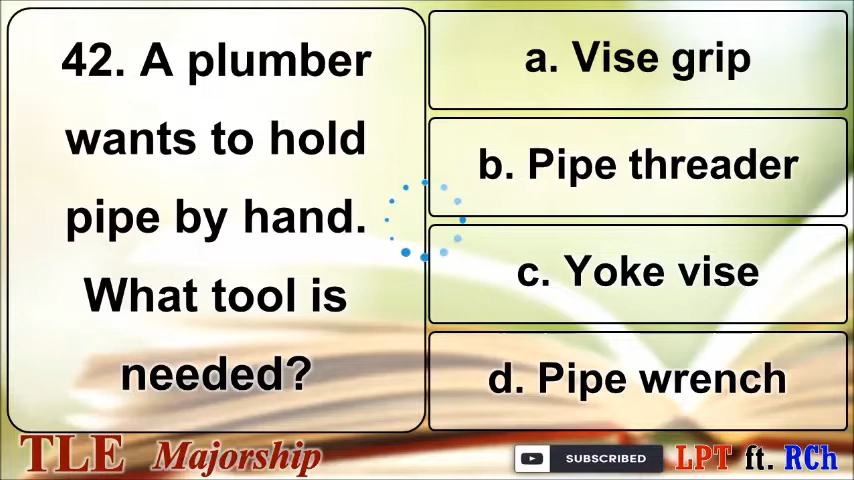 42. A plumber
wants to hold
pipe by hand.
What tool is
needed?
a. Vise grip
b. Pipe threader
c. Yoke vise
d. Pipe wrench
TLE Majorship
SUBSCRIBED
LPT ft. RCh